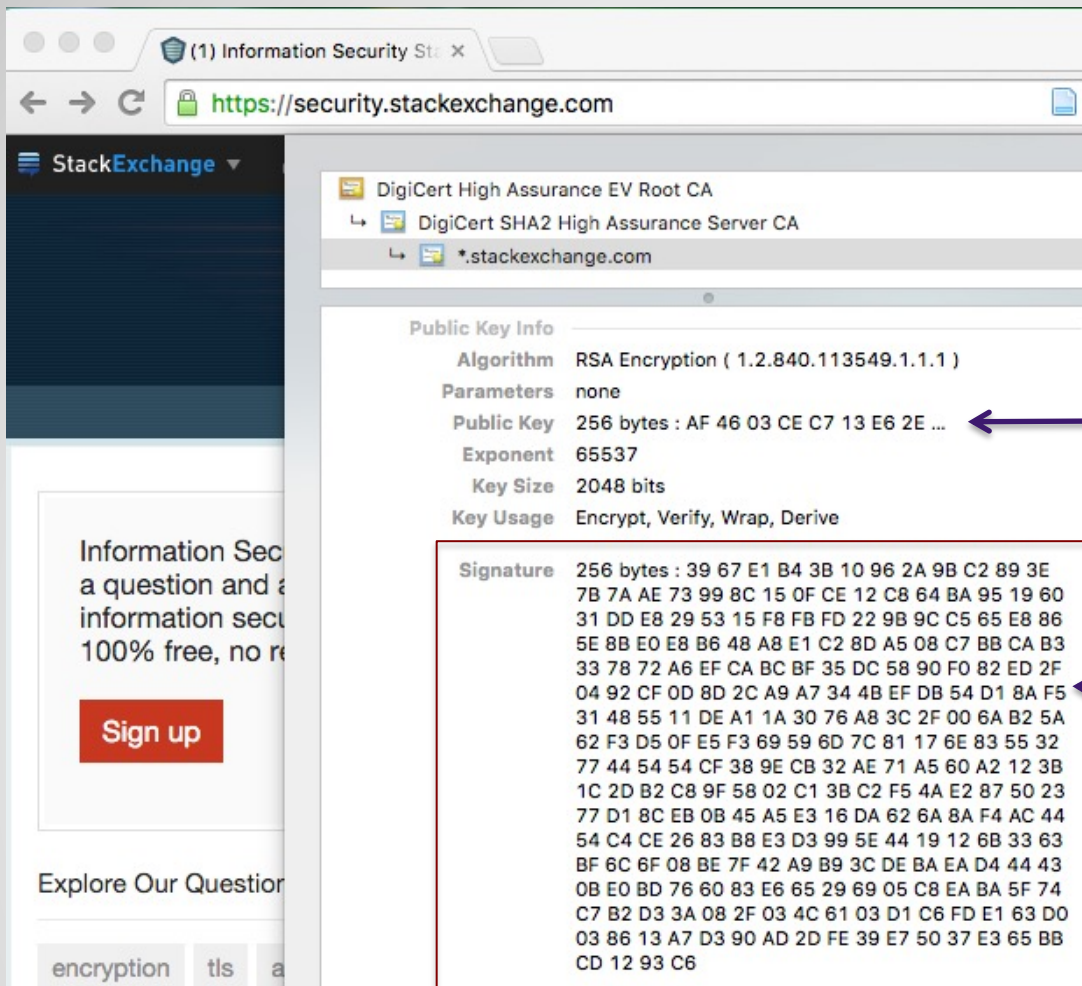 (1) Information Security Sta
https://security.stackexchange.com
StackExchange
DigiCert High Assurance EV Root CA
DigiCert SHA2 High Assurance Server CA
*.stackexchange.com
Public Key Info
Algorithm RSA Encryption ( 1.2.840.113549.1.1.1 )
Parameters none
Public Key 256 bytes : AF 46 03 CE C7 13 E6 2E ...
Exponent 65537
Key Size 2048 bits
Key Usage Encrypt, Verify, Wrap, Derive
Signature 256 bytes : 39 67 E1 B4 3B 10 96 2A 9B C2 89 3E
7B 7A AE 73 99 8C 15 0F CE 12 C8 64 BA 95 19 60
31 DD E8 29 53 15 F8 FB FD 22 9B 9C C5 65 E8 86
5E 8B E0 E8 B6 48 A8 E1 C2 8D A5 08 C7 BB CA B3
33 78 72 A6 EF CA BC BF 35 DC 58 90 F0 82 ED 2F
04 92 CF 0D 8D 2C A9 A7 34 4B EF DB 54 D1 8A F5
31 48 55 11 DE A1 1A 30 76 A8 3C 2F 00 6A B2 5A
62 F3 D5 0F E5 F3 69 59 6D 7C 81 17 6E 83 55 32
77 44 54 54 CF 38 9E CB 32 AE 71 A5 60 A2 12 3B
1C 2D B2 C8 9F 58 02 C1 3B C2 F5 4A E2 87 50 23
77 D1 8C EB 0B 45 A5 E3 16 DA 62 6A 8A F4 AC 44
54 C4 CE 26 83 B8 E3 D3 99 5E 44 19 12 6B 33 63
BF 6C 6F 08 BE 7F 42 A9 B9 3C DE BA EA D4 44 43
0B E0 BD 76 60 83 E6 65 29 69 05 C8 EA BA 5F 74
C7 B2 D3 3A 08 2F 03 4C 61 03 D1 C6 FD E1 63 D0
03 86 13 A7 D3 90 AD 2D FE 39 E7 50 37 E3 65 BB
CD 12 93 C6
Information Sec
a question and a
information secu
100% free, no re
Sign up
Explore Our Question
encryption tls a